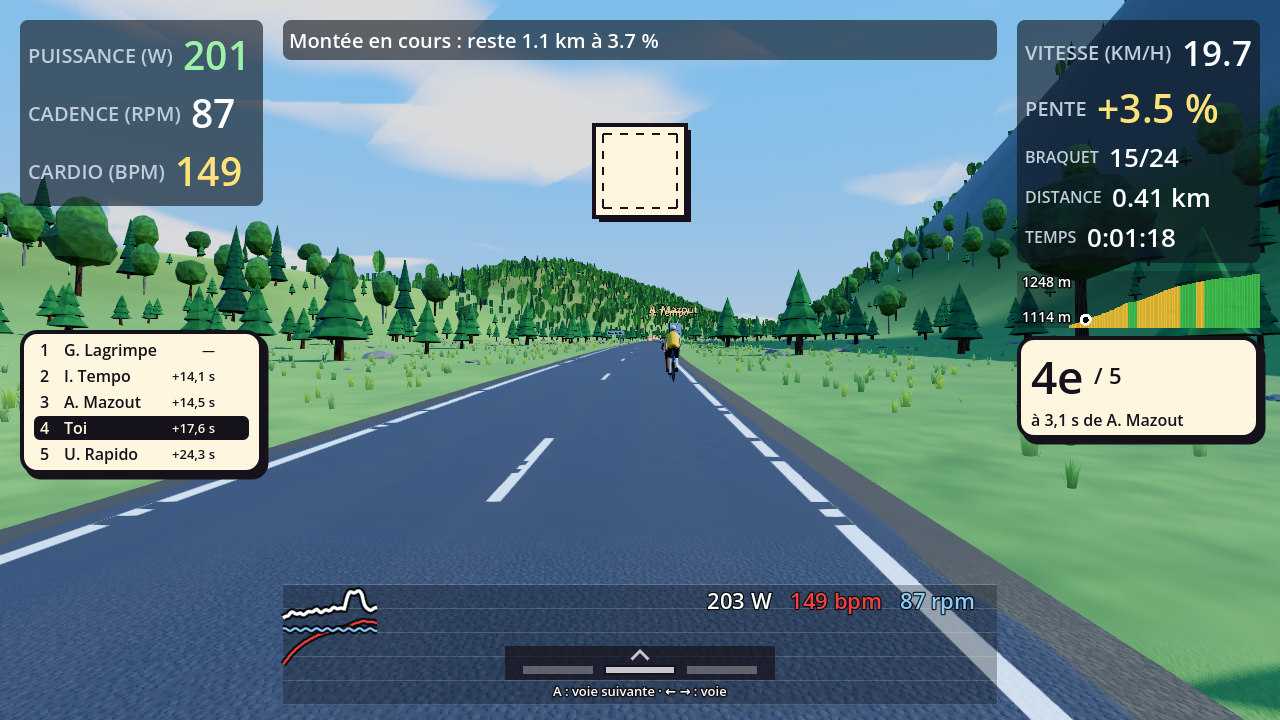 PUISSANCE (W) 201
CADENCE (RPM) 87
CARDIO (BPM) 149
Montée en cours : reste 1.1 km à 3.7 %
VITESSE (KM/H) 19.7
PENTE +3.5 %
BRAQUET 15/24
DISTANCE 0.41 km
TEMPS 0:01:18
1248 m
1114 m
1 G. Lagrimpe —
2 I. Tempo +14,1 s
3 A. Mazout +14,5 s
4 Toi +17,6 s
5 U. Rapido +24,3 s
4e / 5
à 3,1 s de A. Mazout
203 W 149 bpm 87 rpm
A : voie suivante · ← → : voie